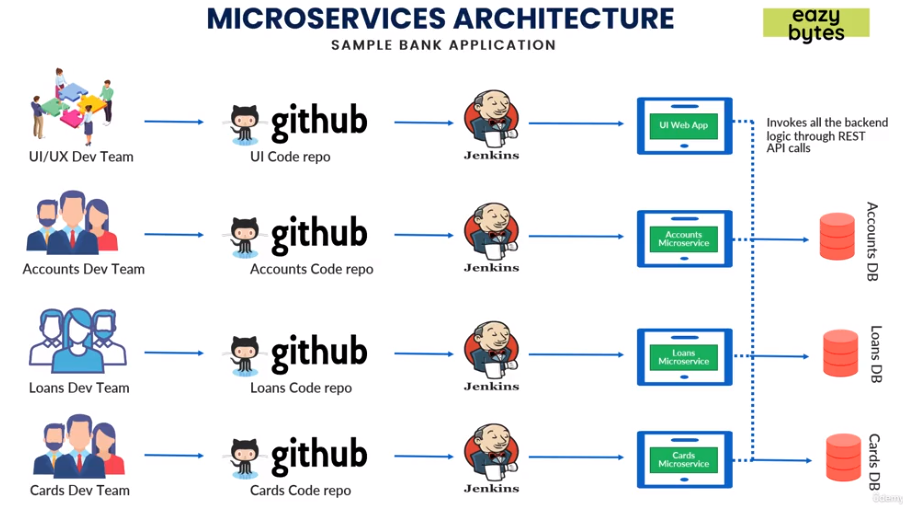 MICROSERVICES ARCHITECTURE
SAMPLE BANK APPLICATION
eazy
bytes
UI/UX Dev Team
github
UI Code repo
Jenkins
UI Web App
Invokes all the backend
logic through REST
API calls
Accounts Dev Team
github
Accounts Code repo
Jenkins
Accounts
Microservice
Accounts DB
Loans Dev Team
github
Loans Code repo
Jenkins
Loans
Microservice
Loans DB
Cards Dev Team
github
Cards Code repo
Jenkins
Cards
Microservice
Cards DB
Udemy